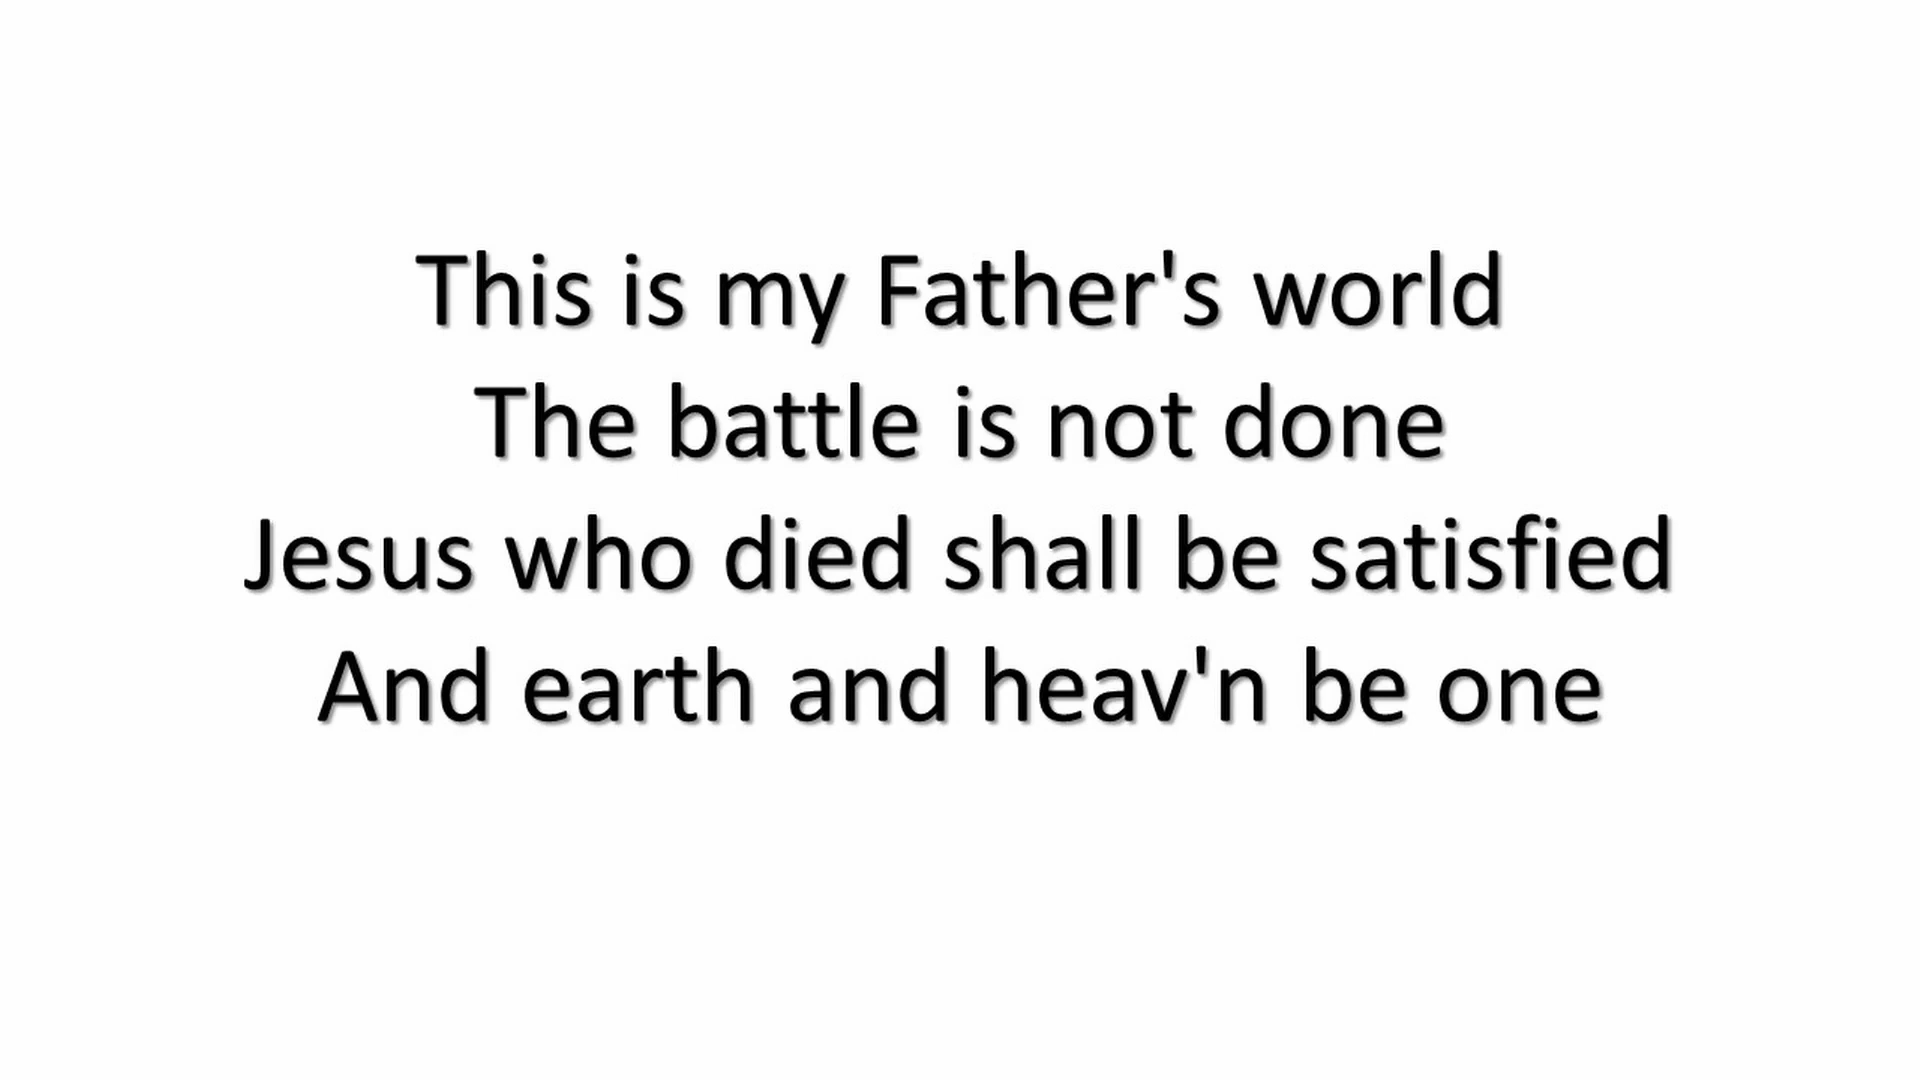 This is my Father's world
The battle is not done
Jesus who died shall be satisfied
And earth and heav'n be one